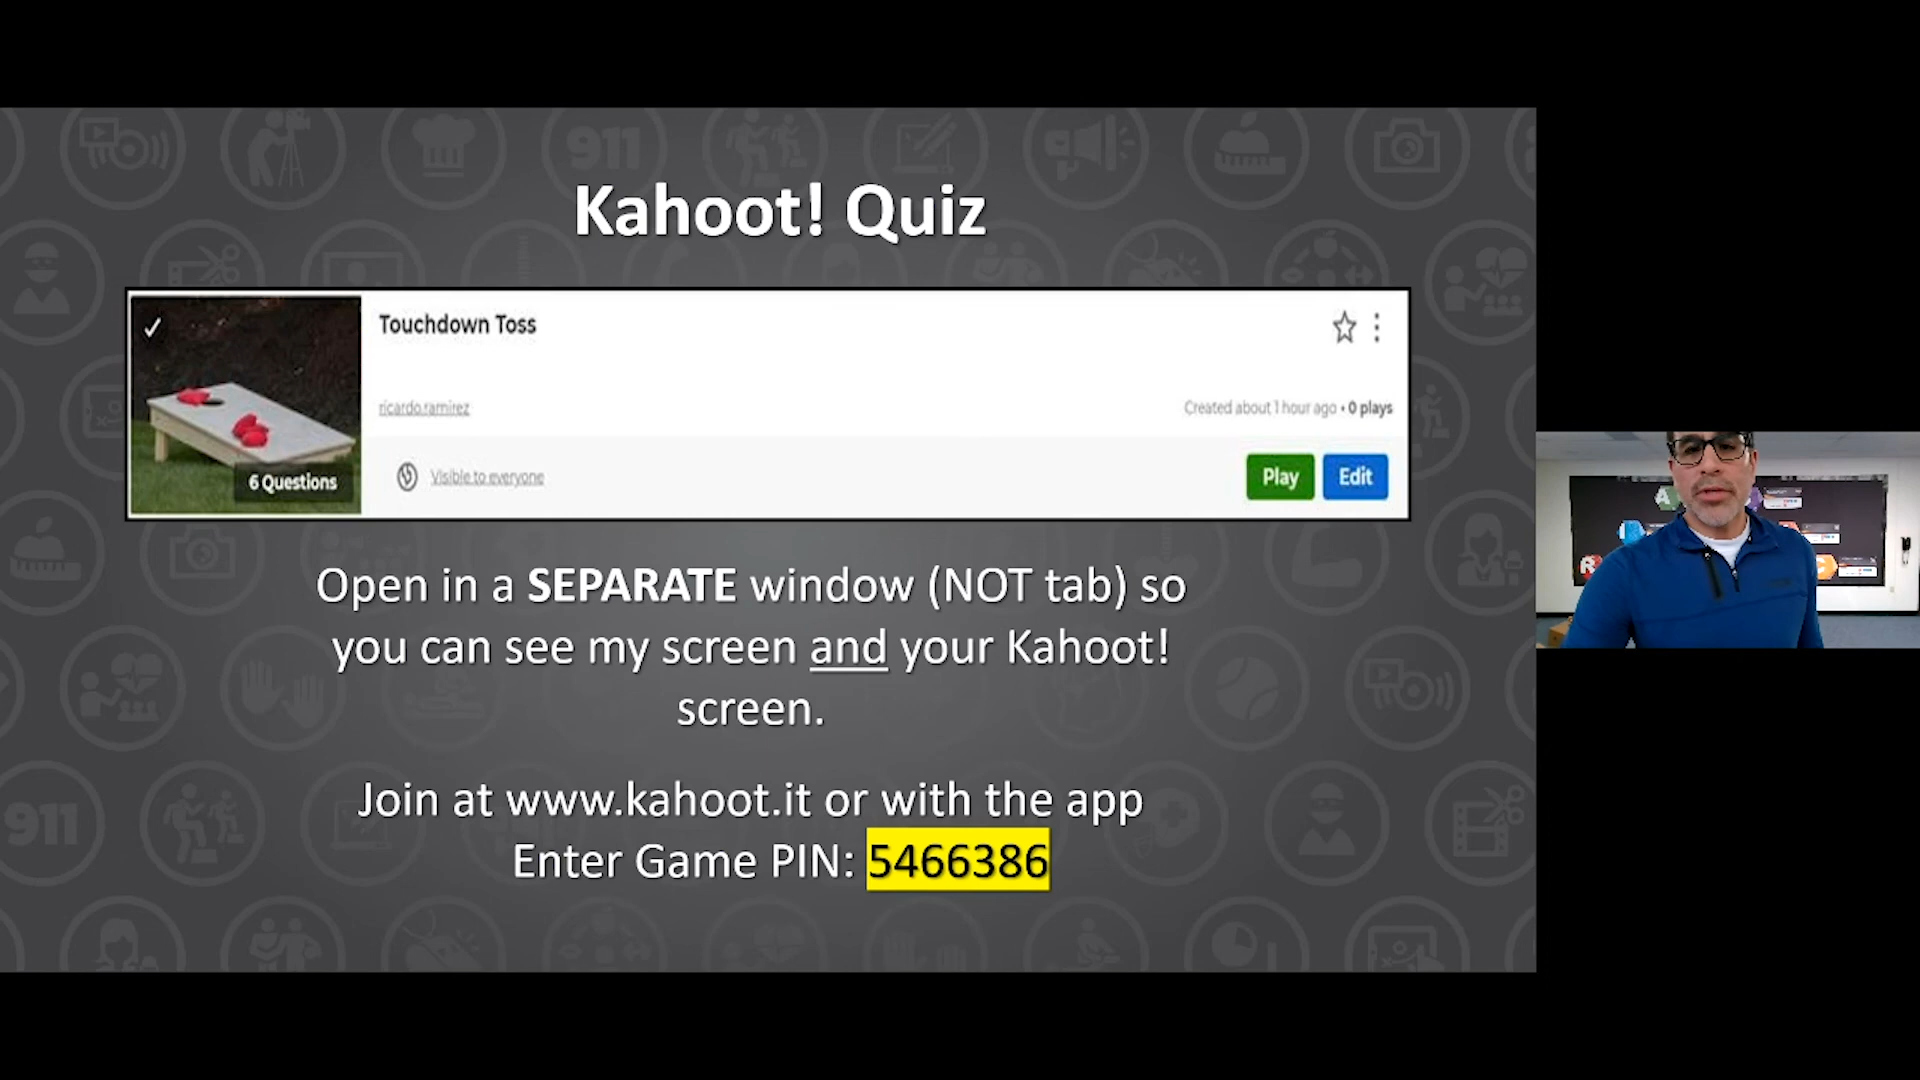 Kahoot! Quiz
Touchdown Toss
ricardo.ramirez
Created about 1 hour ago • 0 plays
6 Questions
Visible to everyone
Play
Edit
Open in a SEPARATE window (NOT tab) so
you can see my screen and your Kahoot!
screen.
Join at www.kahoot.it or with the app
Enter Game PIN: 5466386
911
911
A
R
C